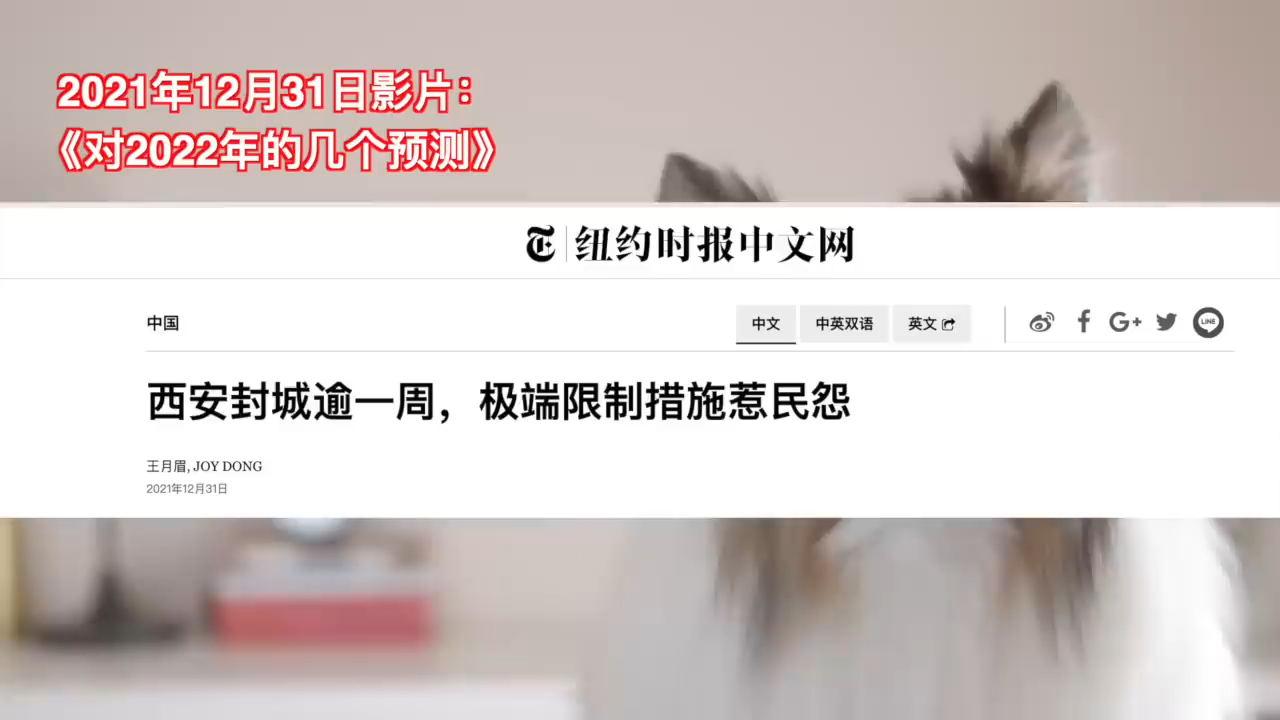 2021年12月31日影片：
《对2022年的几个预测》
纽约时报中文网
中国
中文
中英双语
英文
LINE
西安封城逾一周，极端限制措施惹民怨
王月眉, JOY DONG
2021年12月31日